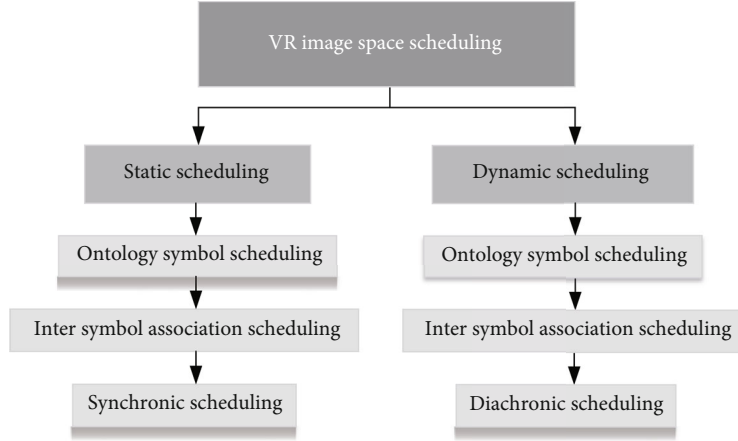 VR image space scheduling
Static scheduling
Dynamic scheduling
Ontology symbol scheduling
Ontology symbol scheduling
Inter symbol association scheduling
Inter symbol association scheduling
Synchronic scheduling
Diachronic scheduling